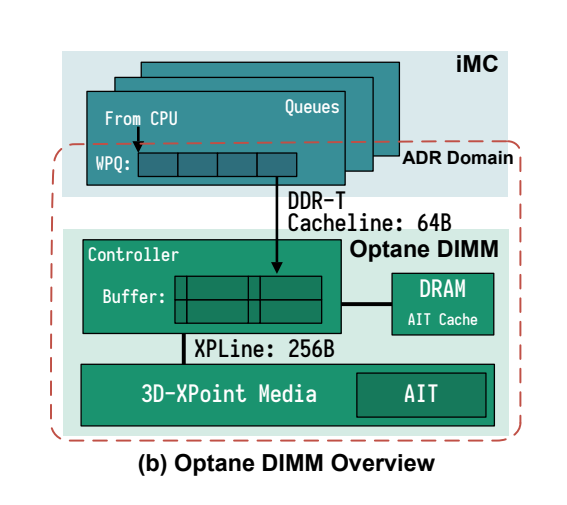 iMC
Queues
From CPU
ADR Domain
WPQ:
DDR-T
Cacheline: 64B
Optane DIMM
Controller
Buffer:
DRAM
AIT Cache
XPLine: 256B
3D-XPoint Media
AIT
(b) Optane DIMM Overview